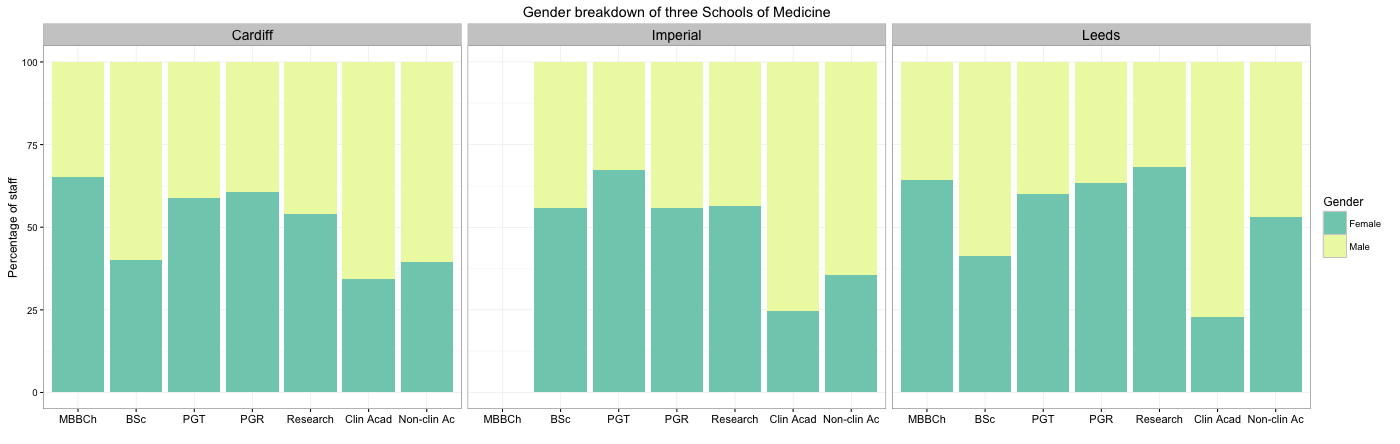 Gender breakdown of three Schools of Medicine
Cardiff Imperial Leeds
Percentage of staff
100
75
50
25
0
MBBCh BSc PGT PGR Research Clin Acad Non-clin Ac
MBBCh BSc PGT PGR Research Clin Acad Non-clin Ac
MBBCh BSc PGT PGR Research Clin Acad Non-clin Ac
Gender
Female
Male